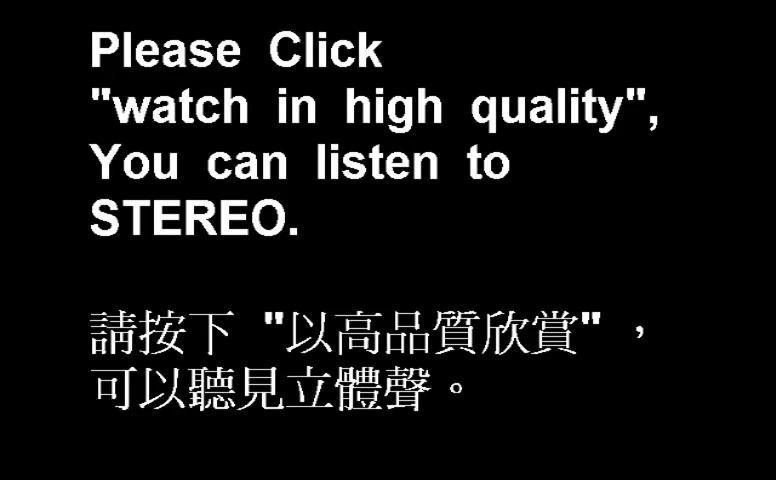 Please Click
"watch in high quality",
You can listen to
STEREO.
請按下 "以高品質欣賞" ，
可以聽見立體聲。